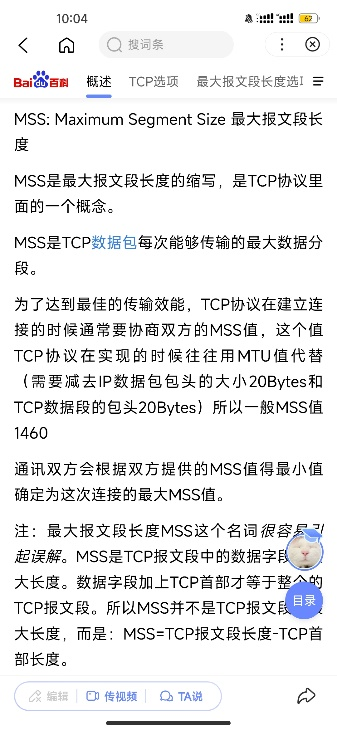 10:04
62
搜词条
Bai du 百科 概述 TCP选项 最大报文段长度选
MSS: Maximum Segment Size 最大报文段长
度
MSS是最大报文段长度的缩写，是TCP协议里
面的一个概念。
MSS是TCP数据包每次能够传输的最大数据分
段。
为了达到最佳的传输效能，TCP协议在建立连
接的时候通常要协商双方的MSS值，这个值
TCP协议在实现的时候往往用MTU值代替
（需要减去IP数据包包头的大小20Bytes和
TCP数据段的包头20Bytes）所以一般MSS值
1460
通讯双方会根据双方提供的MSS值得最小值
确定为这次连接的最大MSS值。
注：最大报文段长度MSS这个名词很容易引
起误解。MSS是TCP报文段中的数据字段
大长度。数据字段加上TCP首部才等于整个的
TCP报文段。所以MSS并不是TCP报文段
大长度，而是：MSS=TCP报文段长度-TCP首
部长度。
目录
编辑 传视频 TA说